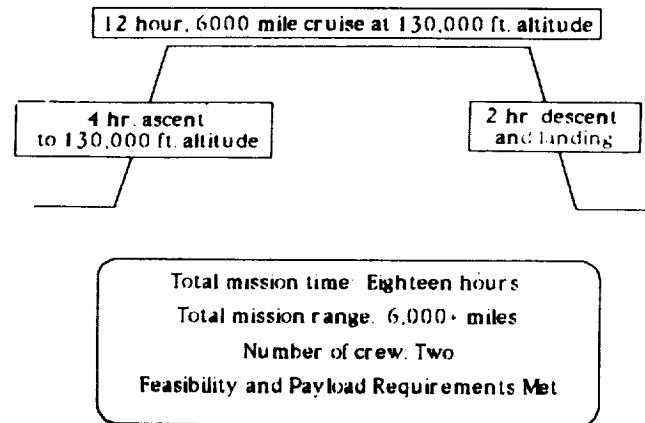 12 hour, 6000 mile cruise at 130,000 ft. altitude
4 hr. ascent
to 130,000 ft. altitude
2 hr. descent
and landing
Total mission time: Eighteen hours
Total mission range: 6,000+ miles
Number of crew: Two
Feasibility and Payload Requirements Met